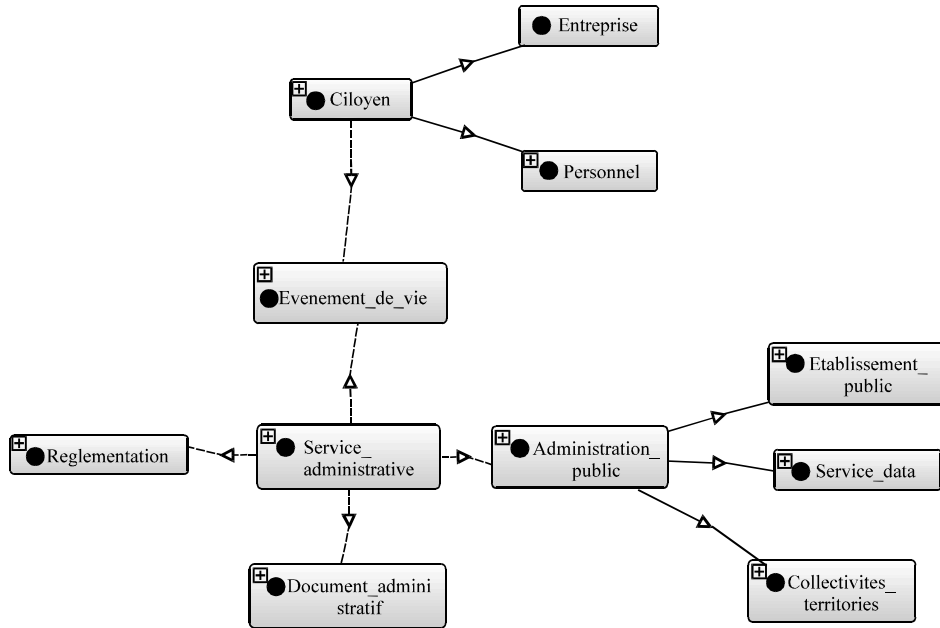 Entreprise
Ciloyen
Personnel
Evenement_de_vie
Etablissement_
public
Reglementation
Service_
administrative
Administration_
public
Service_data
Document_admini
stratif
Collectivites_
territories